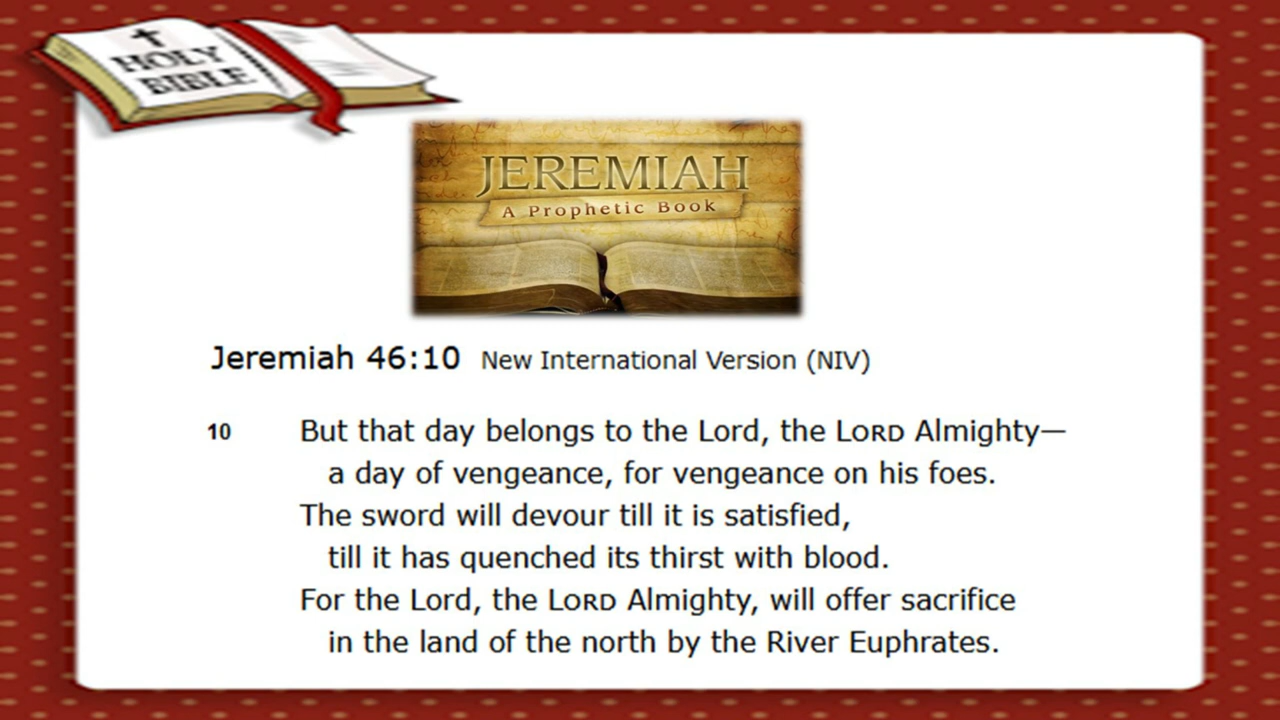 HOLY
BIBLE
JEREMIAH
A Prophetic Book
Jeremiah 46:10 New International Version (NIV)
10 But that day belongs to the Lord, the LORD Almighty—
a day of vengeance, for vengeance on his foes.
The sword will devour till it is satisfied,
till it has quenched its thirst with blood.
For the Lord, the LORD Almighty, will offer sacrifice
in the land of the north by the River Euphrates.